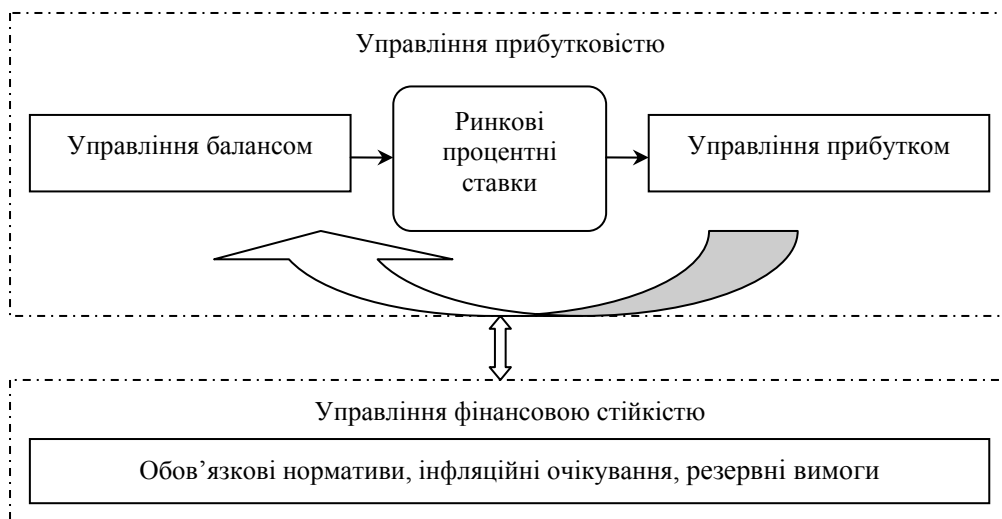 Управління прибутковістю
Управління балансом
Ринкові
процентні
ставки
Управління прибутком
Управління фінансовою стійкістю
Обов’язкові нормативи, інфляційні очікування, резервні вимоги